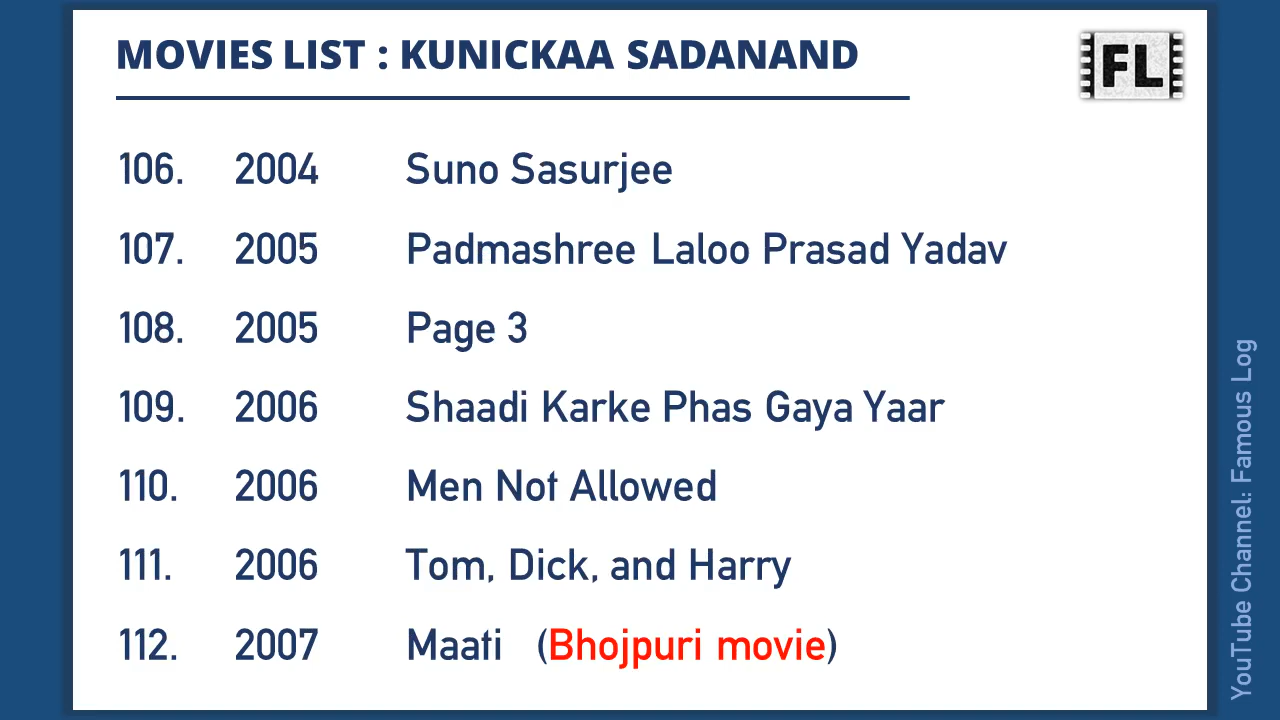 MOVIES LIST : KUNICKAA SADANAND
FL
106. 2004 Suno Sasurjee
107. 2005 Padmashree Laloo Prasad Yadav
108. 2005 Page 3
109. 2006 Shaadi Karke Phas Gaya Yaar
110. 2006 Men Not Allowed
111. 2006 Tom, Dick, and Harry
112. 2007 Maati (Bhojpuri movie)
YouTube Channel: Famous Log